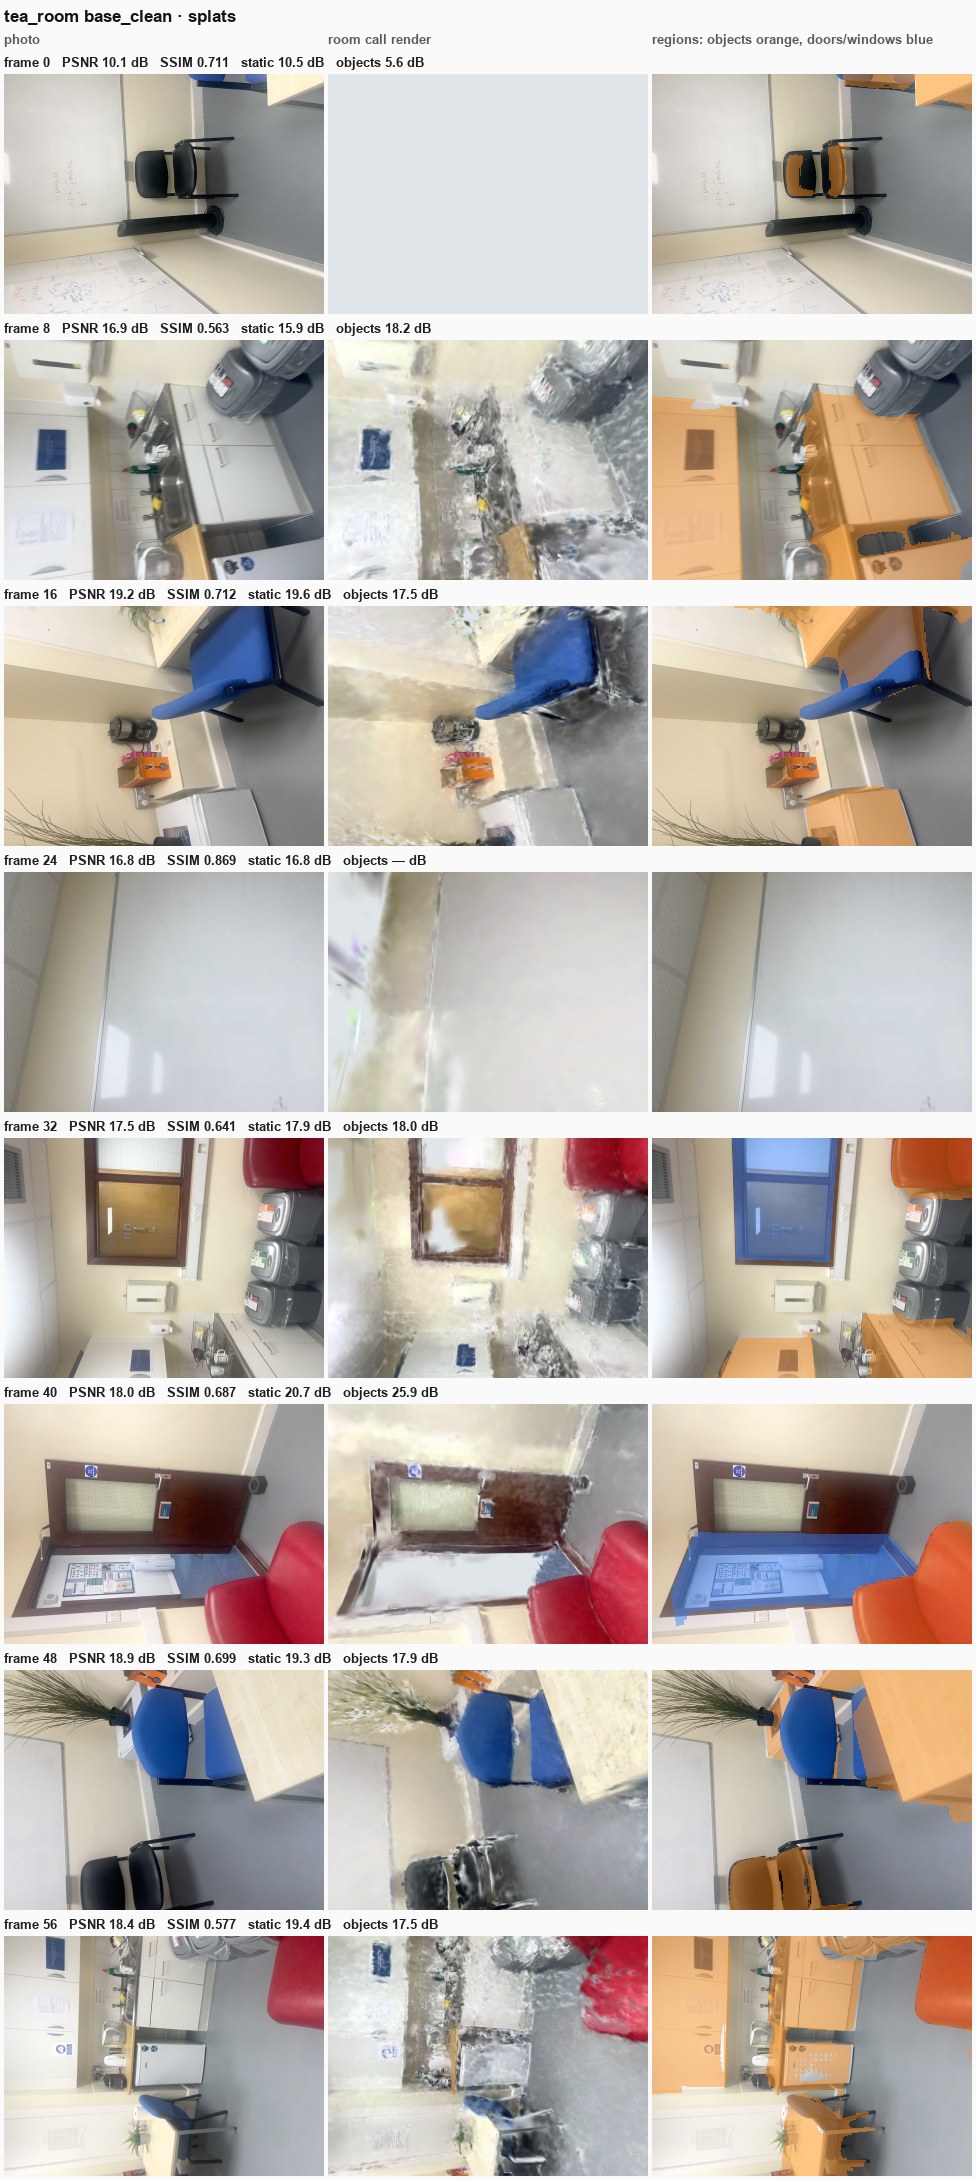 tea_room base_clean · splats
photo room call render regions: objects orange, doors/windows blue
frame 0 PSNR 10.1 dB SSIM 0.711 static 10.5 dB objects 5.6 dB
frame 8 PSNR 16.9 dB SSIM 0.563 static 15.9 dB objects 18.2 dB
frame 16 PSNR 19.2 dB SSIM 0.712 static 19.6 dB objects 17.5 dB
frame 24 PSNR 16.8 dB SSIM 0.869 static 16.8 dB objects — dB
frame 32 PSNR 17.5 dB SSIM 0.641 static 17.9 dB objects 18.0 dB
frame 40 PSNR 18.0 dB SSIM 0.687 static 20.7 dB objects 25.9 dB
frame 48 PSNR 18.9 dB SSIM 0.699 static 19.3 dB objects 17.9 dB
frame 56 PSNR 18.4 dB SSIM 0.577 static 19.4 dB objects 17.5 dB